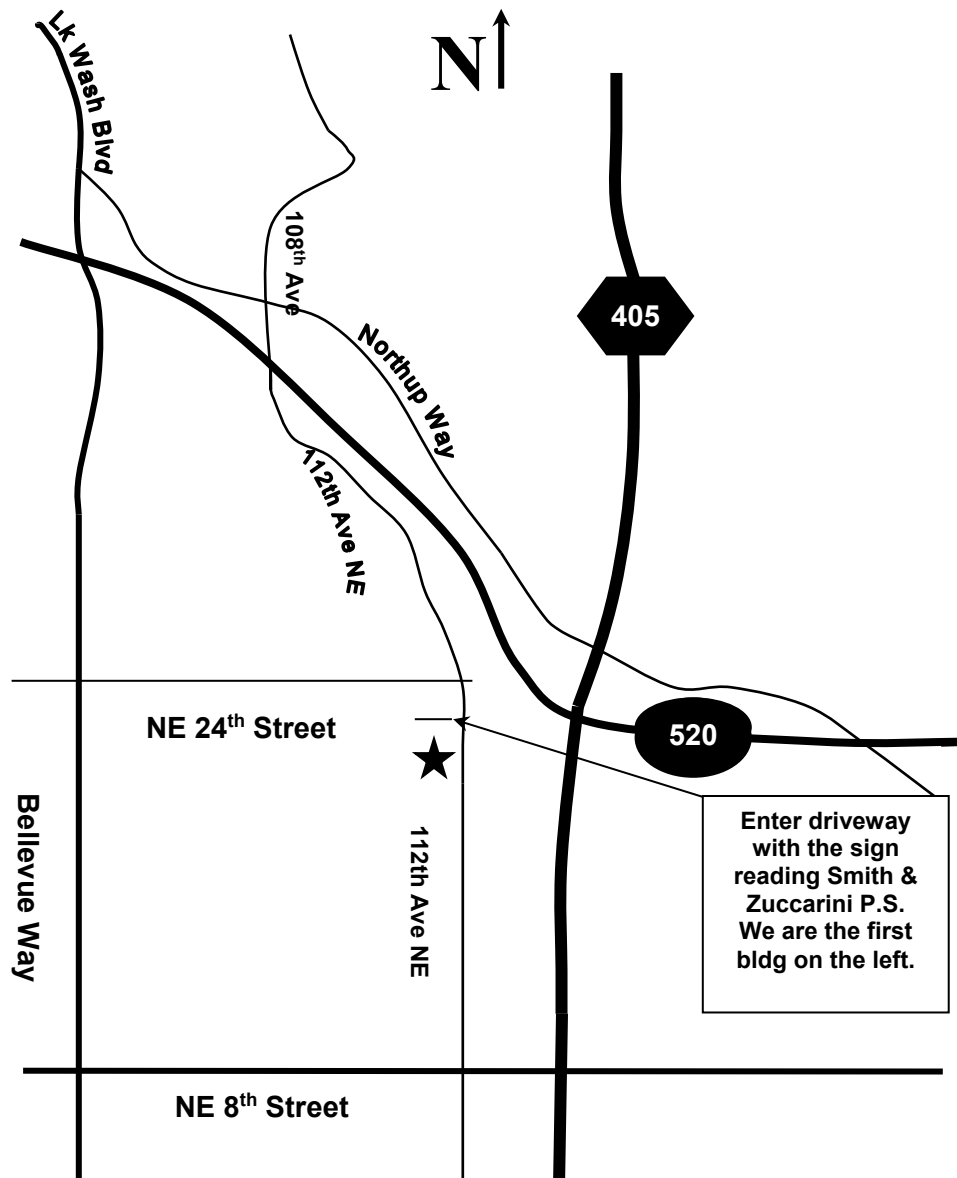 Lk Wash Blvd
N
108th Ave
405
Northup Way
112th Ave NE
NE 24th Street
520
Bellevue Way
112th Ave NE
Enter driveway
with the sign
reading Smith &
Zuccarini P.S.
We are the first
bldg on the left.
NE 8th Street